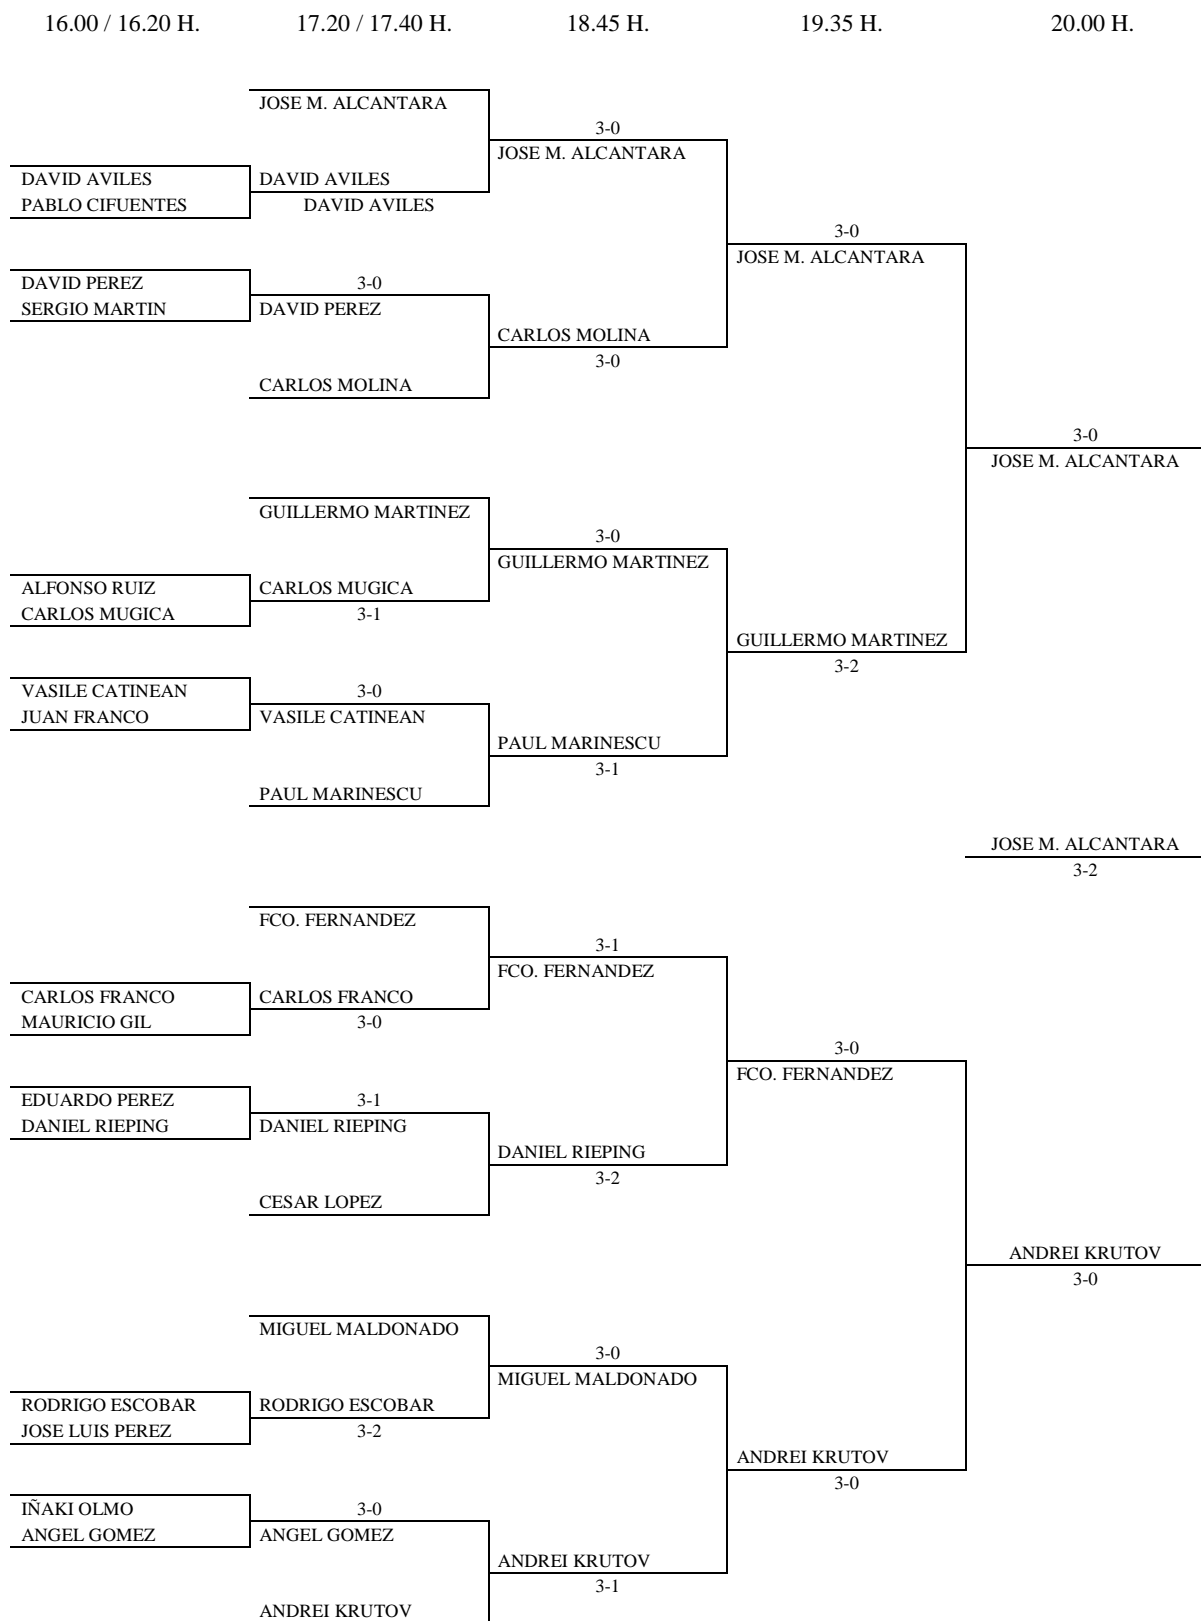 16.00 / 16.20 H. 17.20 / 17.40 H. 18.45 H. 19.35 H. 20.00 H.
JOSE M. ALCANTARA
3-0
JOSE M. ALCANTARA
DAVID AVILES DAVID AVILES
PABLO CIFUENTES DAVID AVILES
3-0
JOSE M. ALCANTARA
DAVID PEREZ 3-0
SERGIO MARTIN DAVID PEREZ
CARLOS MOLINA
3-0
CARLOS MOLINA
3-0
JOSE M. ALCANTARA
GUILLERMO MARTINEZ
3-0
GUILLERMO MARTINEZ
ALFONSO RUIZ CARLOS MUGICA
CARLOS MUGICA 3-1
GUILLERMO MARTINEZ
3-2
VASILE CATINEAN 3-0
JUAN FRANCO VASILE CATINEAN
PAUL MARINESCU
3-1
PAUL MARINESCU
JOSE M. ALCANTARA
3-2
FCO. FERNANDEZ
3-1
FCO. FERNANDEZ
CARLOS FRANCO CARLOS FRANCO
MAURICIO GIL 3-0
3-0
FCO. FERNANDEZ
EDUARDO PEREZ 3-1
DANIEL RIEPING DANIEL RIEPING
DANIEL RIEPING
3-2
CESAR LOPEZ
ANDREI KRUTOV
3-0
MIGUEL MALDONADO
3-0
MIGUEL MALDONADO
RODRIGO ESCOBAR RODRIGO ESCOBAR
JOSE LUIS PEREZ 3-2
ANDREI KRUTOV
3-0
IÑAKI OLMO 3-0
ANGEL GOMEZ ANGEL GOMEZ
ANDREI KRUTOV
3-1
ANDREI KRUTOV